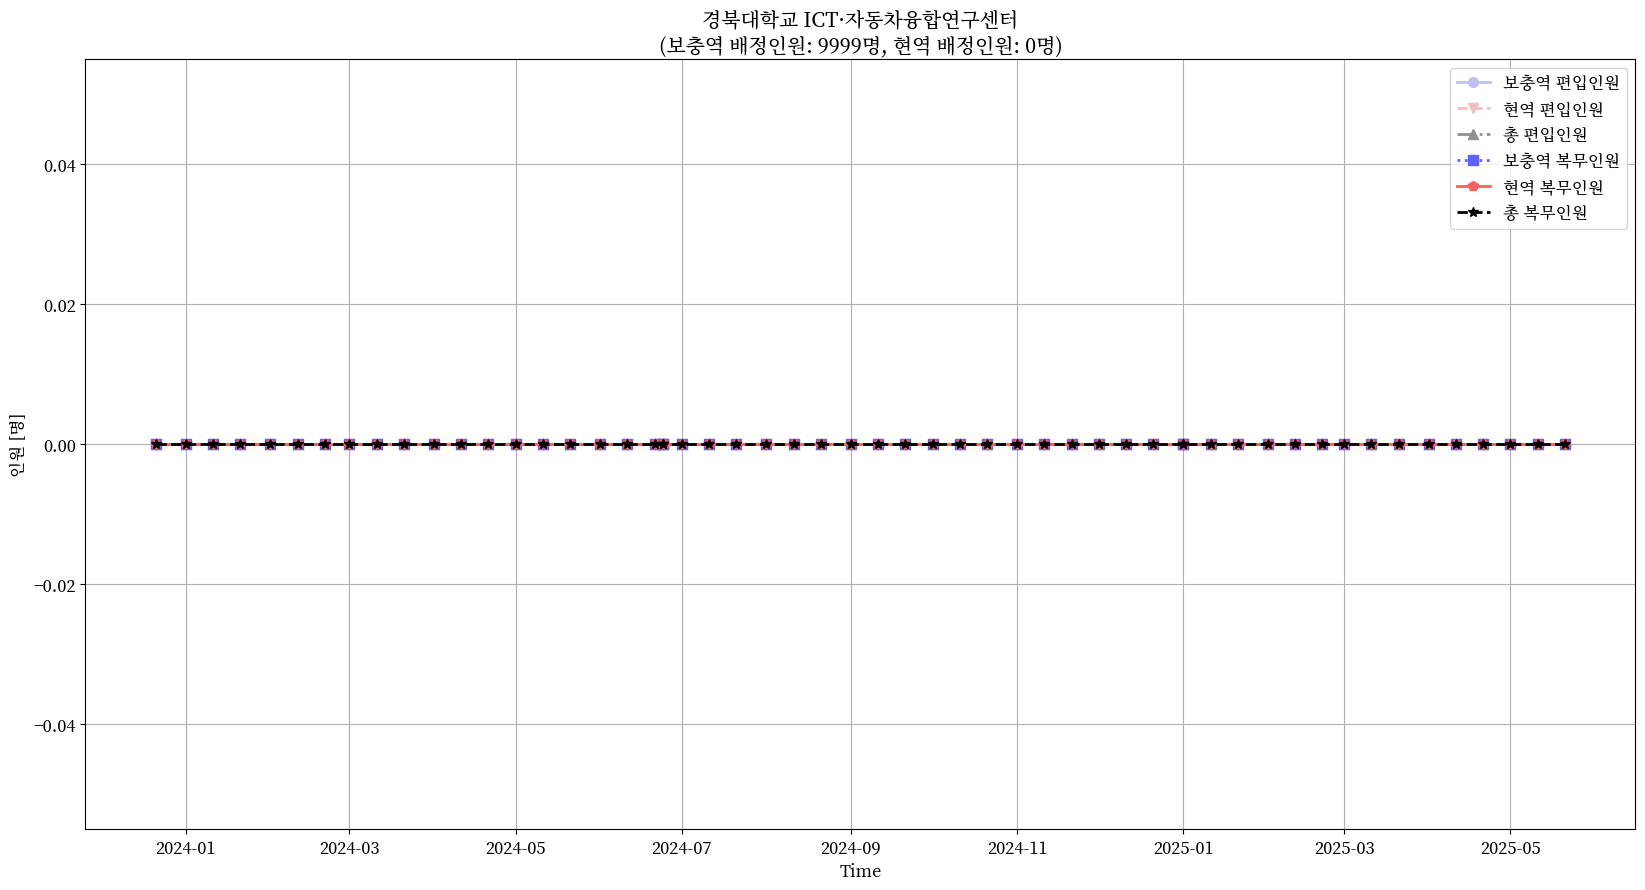 경북대학교 ICT·자동차융합연구센터
(보충역 배정인원: 9999명, 현역 배정인원: 0명)
보충역 편입인원
현역 편입인원
총 편입인원
보충역 복무인원
현역 복무인원
총 복무인원
인원 [명]
0.04
0.02
0.00
−0.02
−0.04
2024-01 2024-03 2024-05 2024-07 2024-09 2024-11 2025-01 2025-03 2025-05
Time